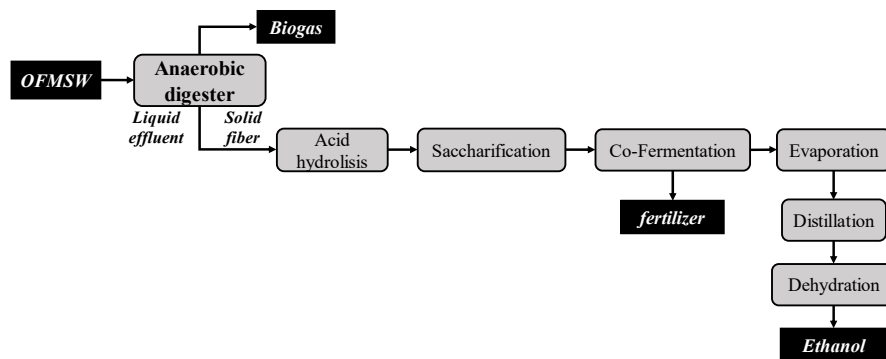 Biogas
OFMSW
Anaerobic
digester
Liquid
effluent
Solid
fiber
Acid
hydrolisis
Saccharification
Co-Fermentation
Evaporation
fertilizer
Distillation
Dehydration
Ethanol